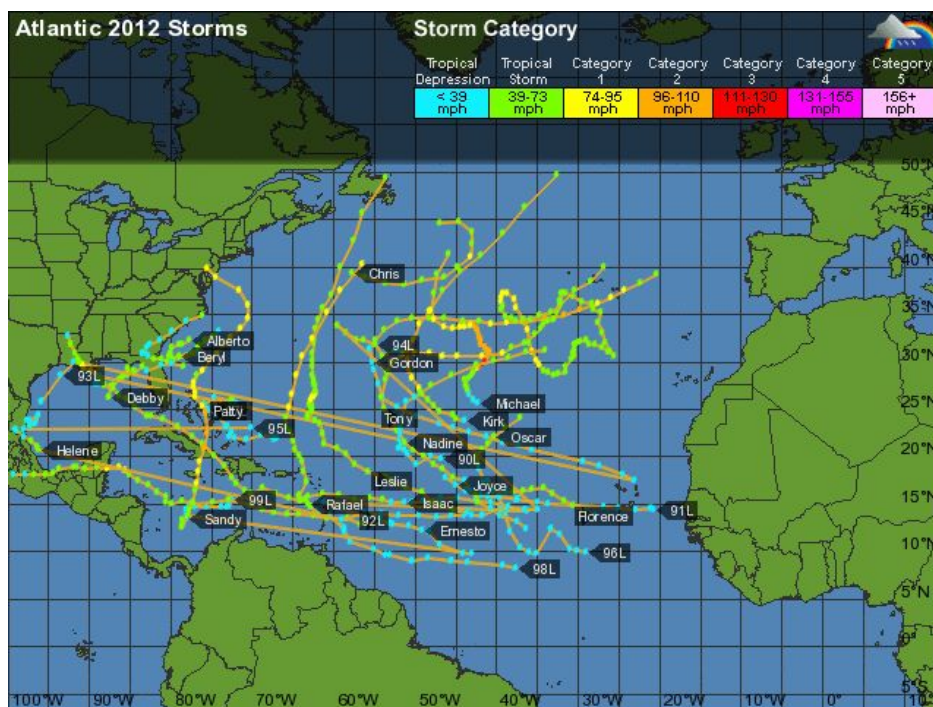 Atlantic 2012 Storms
Storm Category
Tropical Depression
Tropical Storm
Category 1
Category 2
Category 3
Category 4
Category 5
< 39 mph
39-73 mph
74-95 mph
96-110 mph
111-130 mph
131-155 mph
156+ mph
50°N
45°N
40°N
35°N
30°N
25°N
20°N
15°N
10°N
5°N
0°
5°S
Chris
Alberto
94L
Beryl
Gordon
93L
Debby
Michael
Patty
Tony
Kirk
95L
Oscar
Nadine
Helene
90L
Leslie
Joyce
99L
Rafael
Isaac
Florence
91L
Sandy
92L
Ernesto
96L
98L
100°W
90°W
80°W
70°W
60°W
50°W
40°W
30°W
20°W
10°W
0°
10°